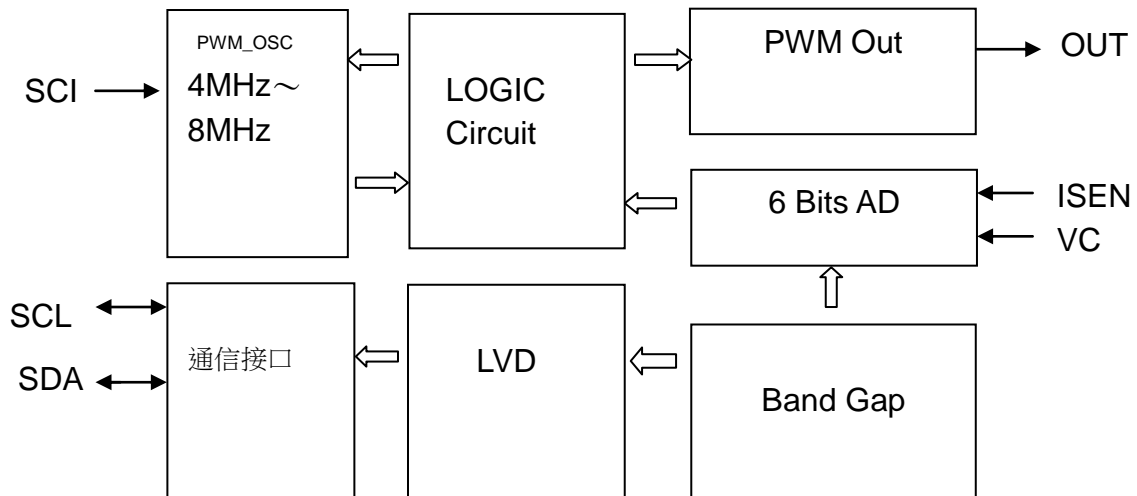 SCI
PWM_OSC
4MHz～
8MHz
LOGIC
Circuit
PWM Out
OUT
6 Bits AD
ISEN
VC
SCL
SDA
通信接口
LVD
Band Gap